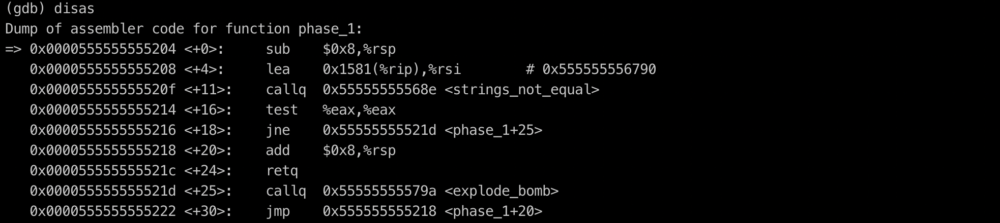 (gdb) disas
Dump of assembler code for function phase_1:
=> 0x0000555555555204 <+0>:	sub    $0x8,%rsp
   0x0000555555555208 <+4>:	lea    0x1581(%rip),%rsi        # 0x555555556790
   0x000055555555520f <+11>:	callq  0x55555555568e <strings_not_equal>
   0x0000555555555214 <+16>:	test   %eax,%eax
   0x0000555555555216 <+18>:	jne    0x55555555521d <phase_1+25>
   0x0000555555555218 <+20>:	add    $0x8,%rsp
   0x000055555555521c <+24>:	retq
   0x000055555555521d <+25>:	callq  0x55555555579a <explode_bomb>
   0x0000555555555222 <+30>:	jmp    0x555555555218 <phase_1+20>